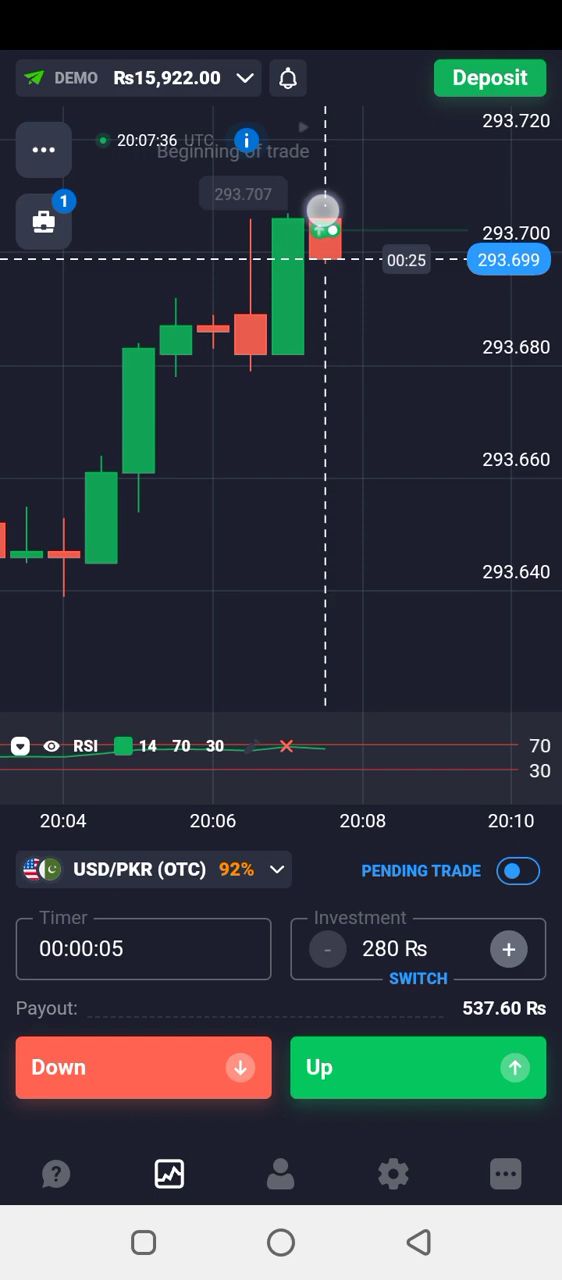 DEMO Rs15,922.00
Deposit
293.720
20:07:36 UTC
Beginning of trade
1
293.707
293.700
00:25
293.699
293.680
293.660
293.640
RSI 14 70 30
70
30
20:04 20:06 20:08 20:10
USD/PKR (OTC) 92%
PENDING TRADE
Timer
Investment
00:00:05
- 280 Rs +
SWITCH
Payout: 537.60 Rs
Down
Up